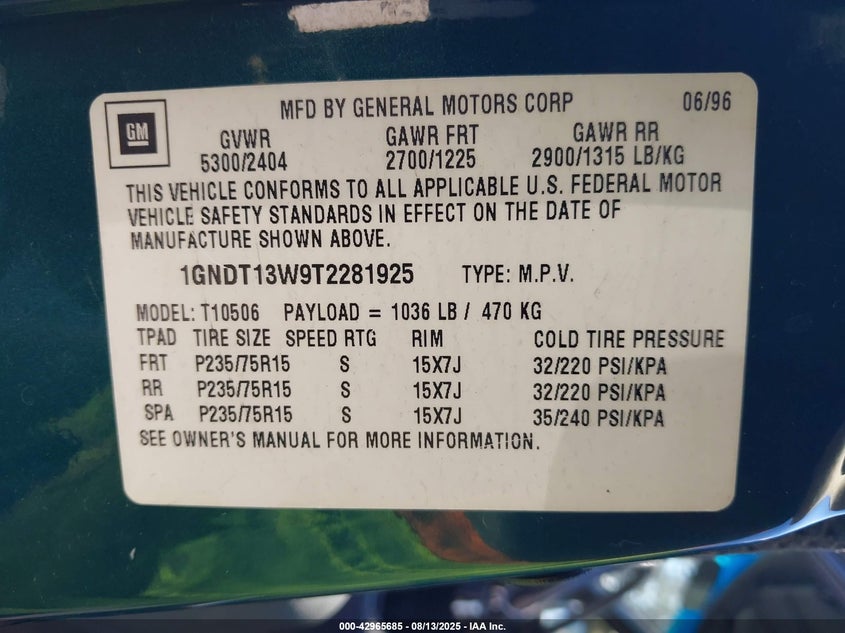 MFD BY GENERAL MOTORS CORP 06/96
GM
GVWR GAWR FRT GAWR RR
5300/2404 2700/1225 2900/1315 LB/KG
THIS VEHICLE CONFORMS TO ALL APPLICABLE U.S. FEDERAL MOTOR
VEHICLE SAFETY STANDARDS IN EFFECT ON THE DATE OF
MANUFACTURE SHOWN ABOVE.
1GNDT13W9T2281925 TYPE: M.P.V.
MODEL: T10506 PAYLOAD = 1036 LB / 470 KG
TPAD TIRE SIZE SPEED RTG RIM COLD TIRE PRESSURE
FRT P235/75R15 S 15X7J 32/220 PSI/KPA
RR P235/75R15 S 15X7J 32/220 PSI/KPA
SPA P235/75R15 S 15X7J 35/240 PSI/KPA
SEE OWNER'S MANUAL FOR MORE INFORMATION.
000-42965685 - 08/13/2025 - IAA Inc.